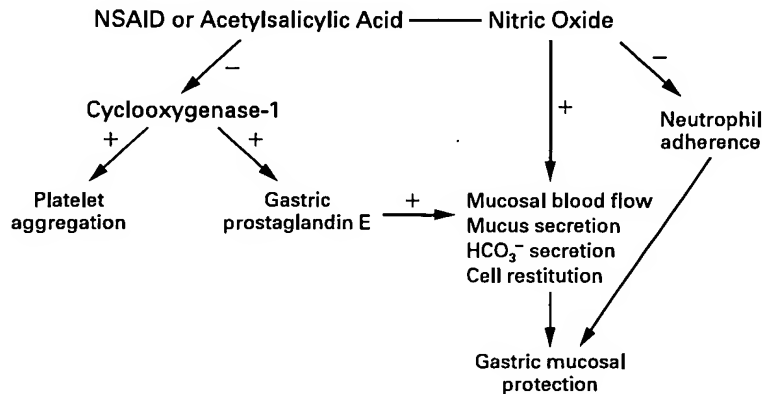 NSAID or Acetylsalicylic Acid — Nitric Oxide
− −
Cyclooxygenase-1
+ + + Neutrophil
adherence
Platelet
aggregation
Gastric
prostaglandin E
+
Mucosal blood flow
Mucus secretion
HCO₃⁻ secretion
Cell restitution
Gastric mucosal
protection